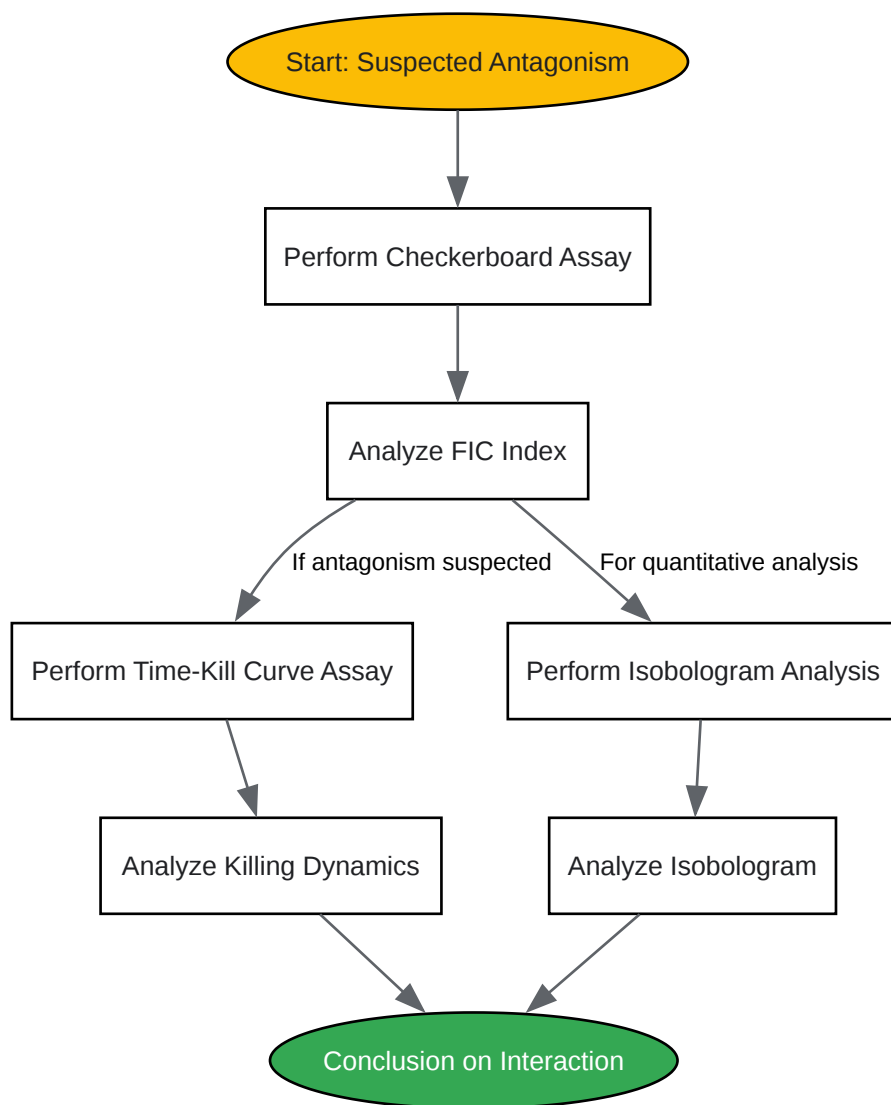 Start: Suspected Antagonism
Perform Checkerboard Assay
Analyze FIC Index
If antagonism suspected
For quantitative analysis
Perform Time-Kill Curve Assay
Perform Isobologram Analysis
Analyze Killing Dynamics
Analyze Isobologram
Conclusion on Interaction